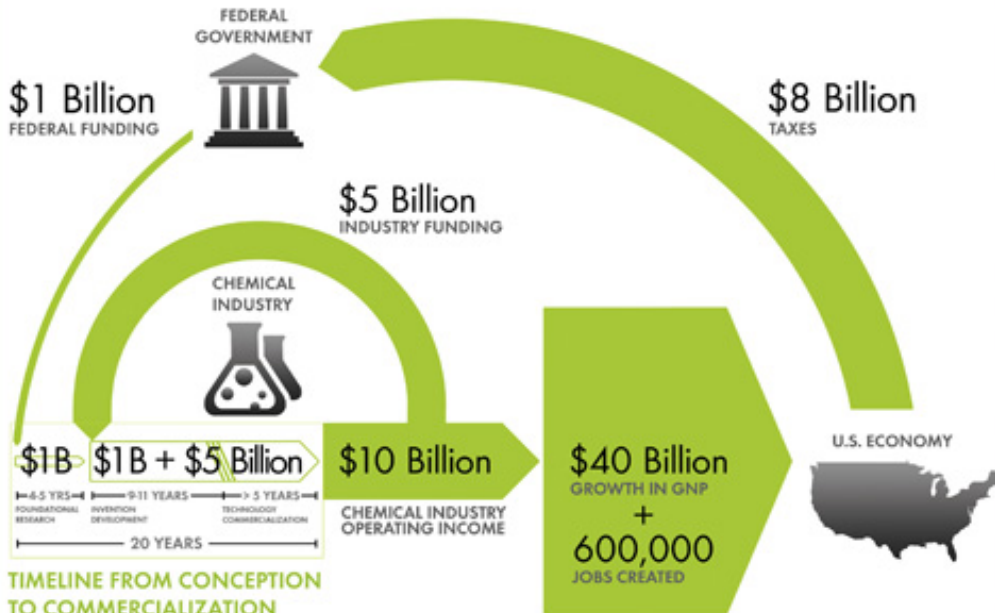 FEDERAL
GOVERNMENT
$1 Billion
FEDERAL FUNDING
$8 Billion
TAXES
$5 Billion
INDUSTRY FUNDING
CHEMICAL
INDUSTRY
$1B
$1B + $5 Billion
4-5 YRS
FOUNDATIONAL
RESEARCH
9-11 YEARS
INVENTION
DEVELOPMENT
> 5 YEARS
TECHNOLOGY
COMMERCIALIZATION
20 YEARS
TIMELINE FROM CONCEPTION
TO COMMERCIALIZATION
$10 Billion
CHEMICAL INDUSTRY
OPERATING INCOME
$40 Billion
GROWTH IN GNP
+
600,000
JOBS CREATED
U.S. ECONOMY